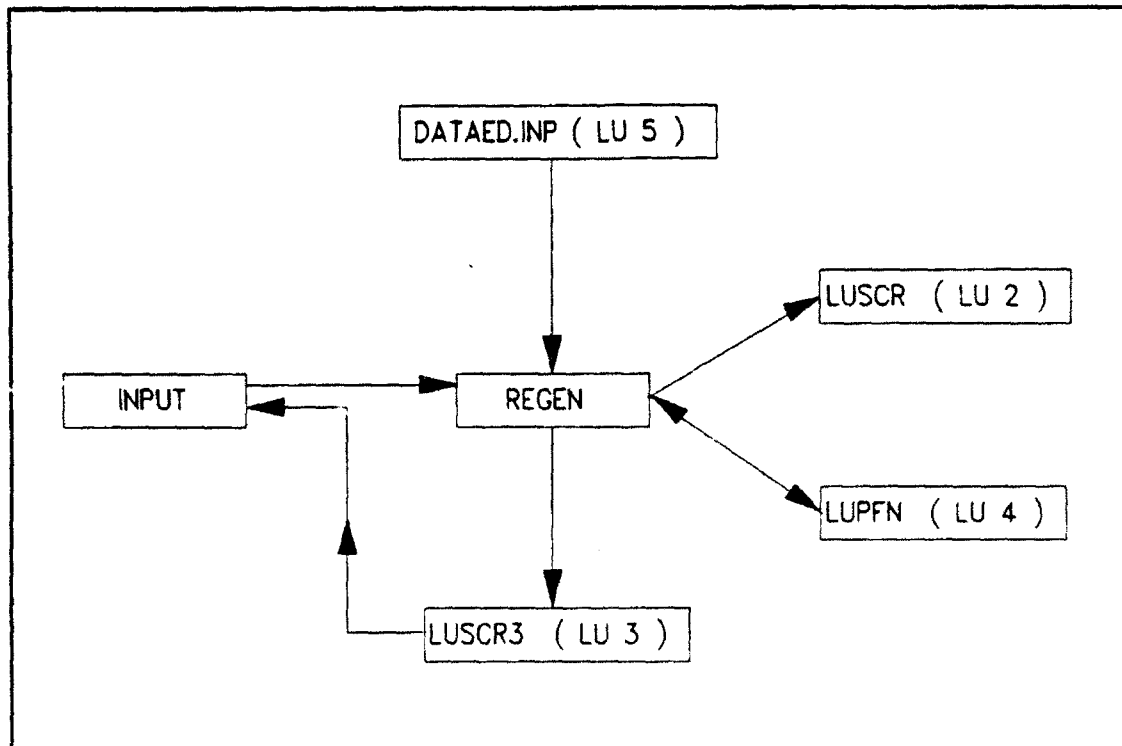 DATAED.INP ( LU 5 )
LUSCR ( LU 2 )
INPUT
REGEN
LUPFN ( LU 4 )
LUSCR3 ( LU 3 )